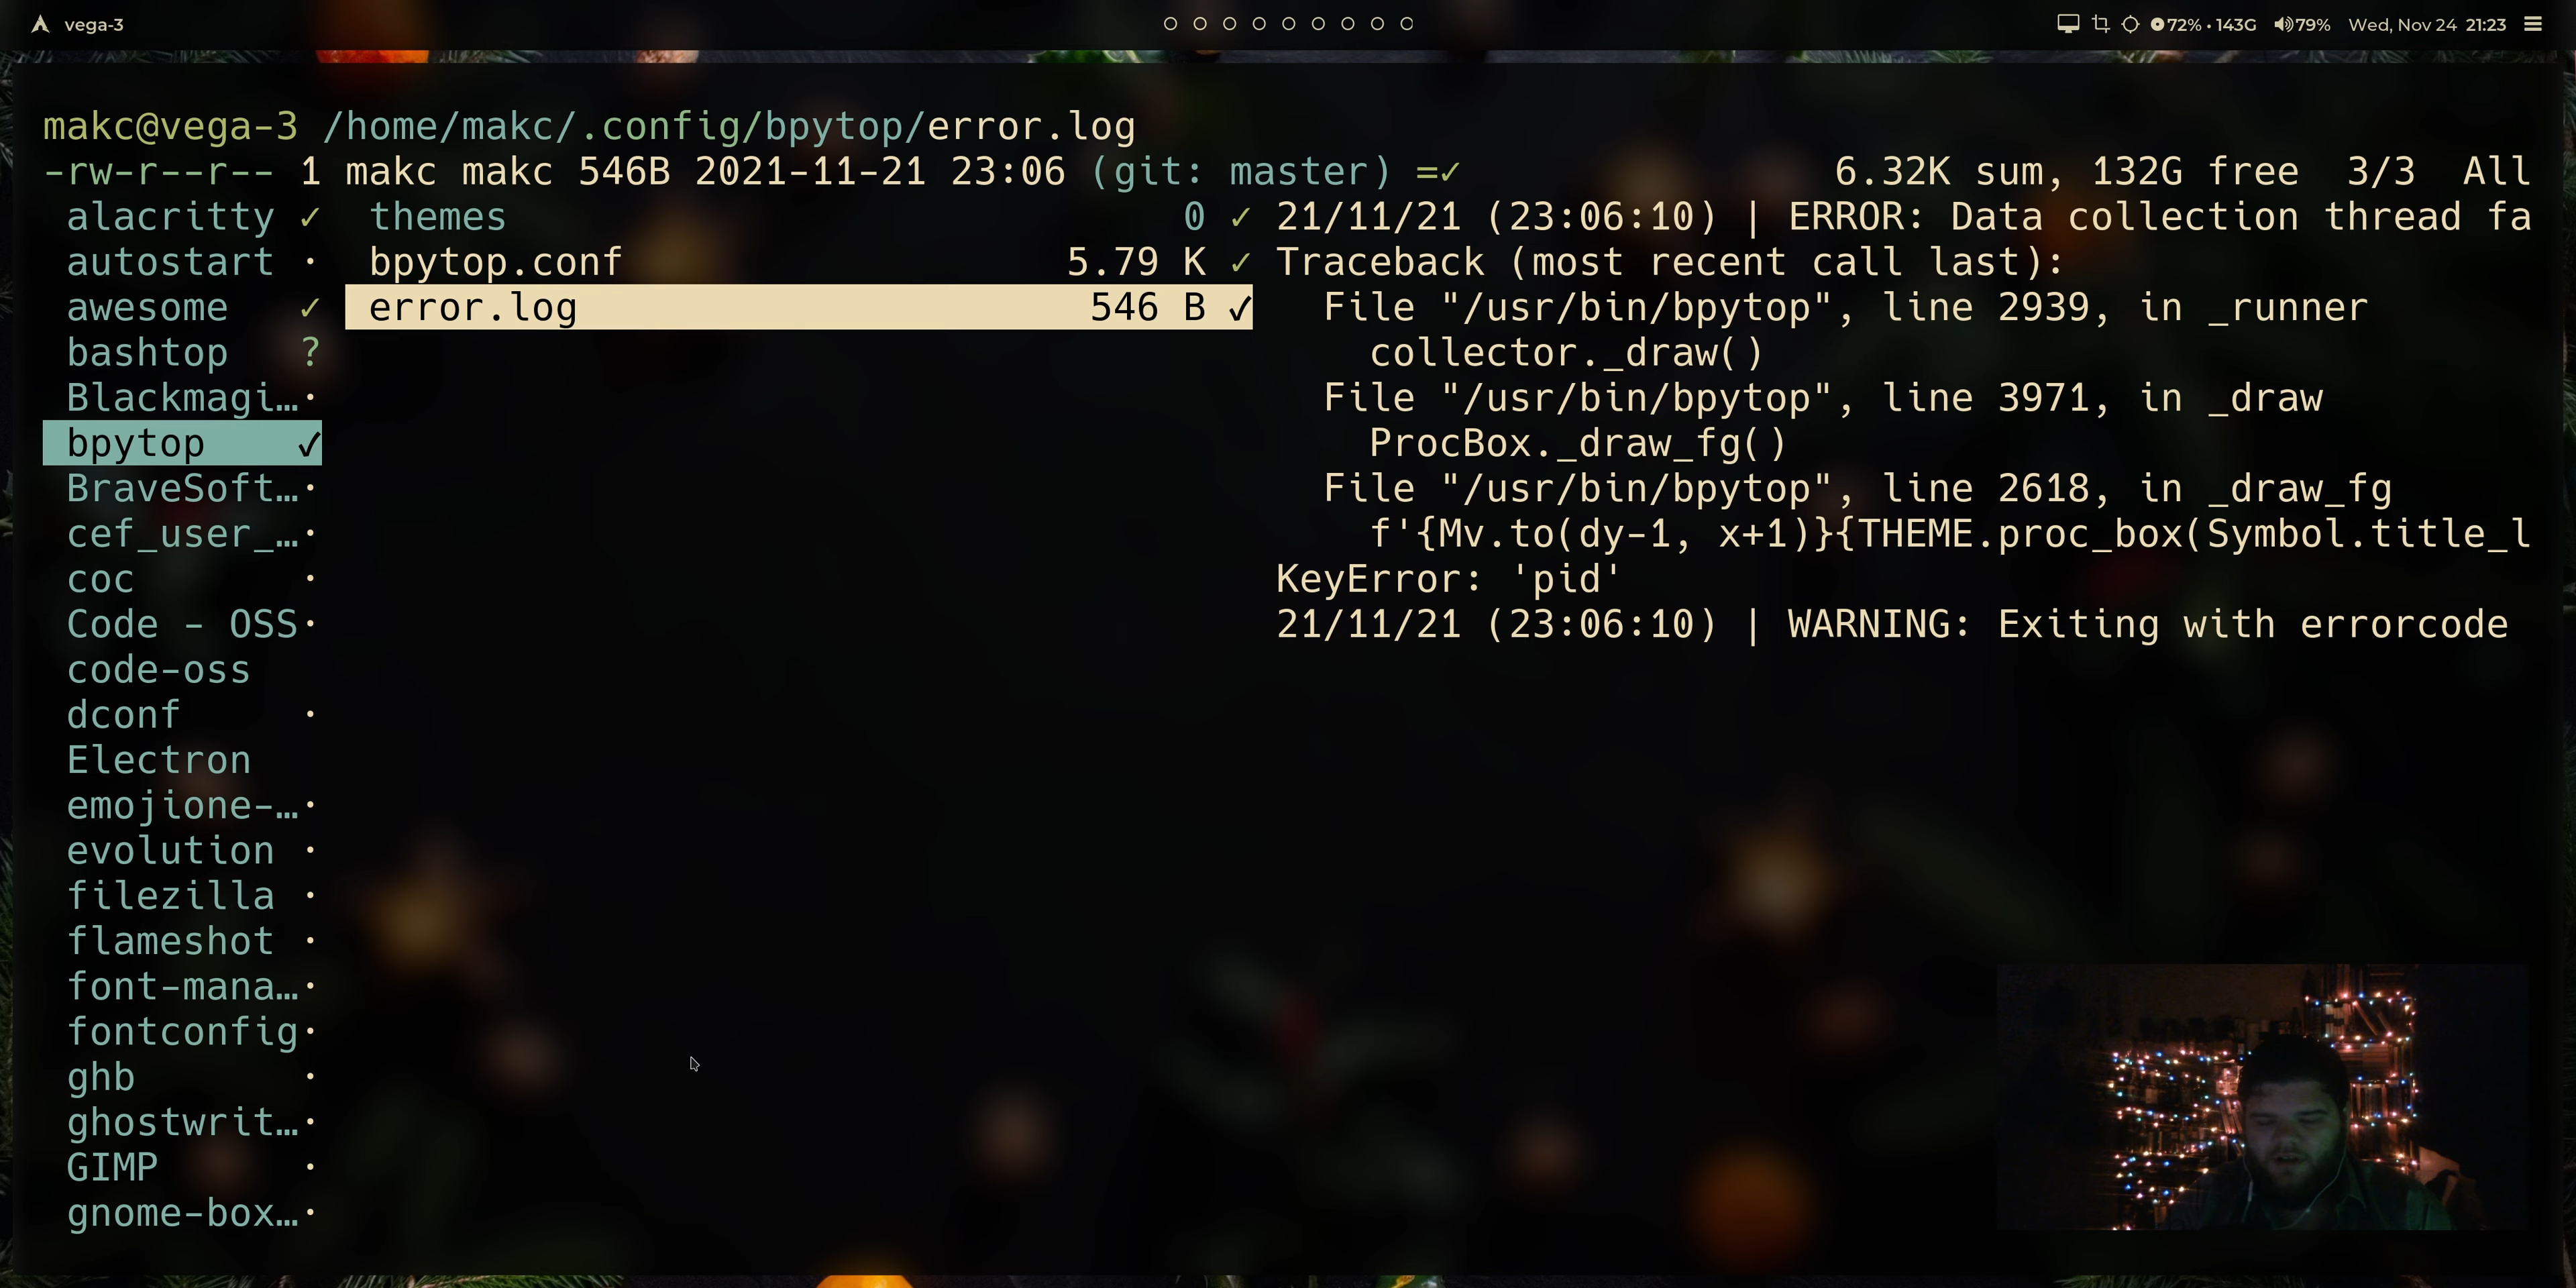 vega-3
72% • 143G 79% Wed, Nov 24 21:23
makc@vega-3 /home/makc/.config/bpytop/error.log
-rw-r--r-- 1 makc makc 546B 2021-11-21 23:06 (git: master) =✓ 6.32K sum, 132G free 3/3 All
alacritty ✓ themes 0 ✓ 21/11/21 (23:06:10) | ERROR: Data collection thread fa
autostart · bpytop.conf 5.79 K ✓ Traceback (most recent call last):
awesome ✓ error.log 546 B ✓ File "/usr/bin/bpytop", line 2939, in _runner
bashtop ? collector._draw()
Blackmagi…· File "/usr/bin/bpytop", line 3971, in _draw
bpytop ✓ ProcBox._draw_fg()
BraveSoft…· File "/usr/bin/bpytop", line 2618, in _draw_fg
cef_user_…· f'{Mv.to(dy-1, x+1)}{THEME.proc_box(Symbol.title_l
coc · KeyError: 'pid'
Code - OSS· 21/11/21 (23:06:10) | WARNING: Exiting with errorcode
code-oss
dconf ·
Electron
emojione-…·
evolution ·
filezilla ·
flameshot ·
font-mana…·
fontconfig·
ghb ·
ghostwrit…·
GIMP ·
gnome-box…·